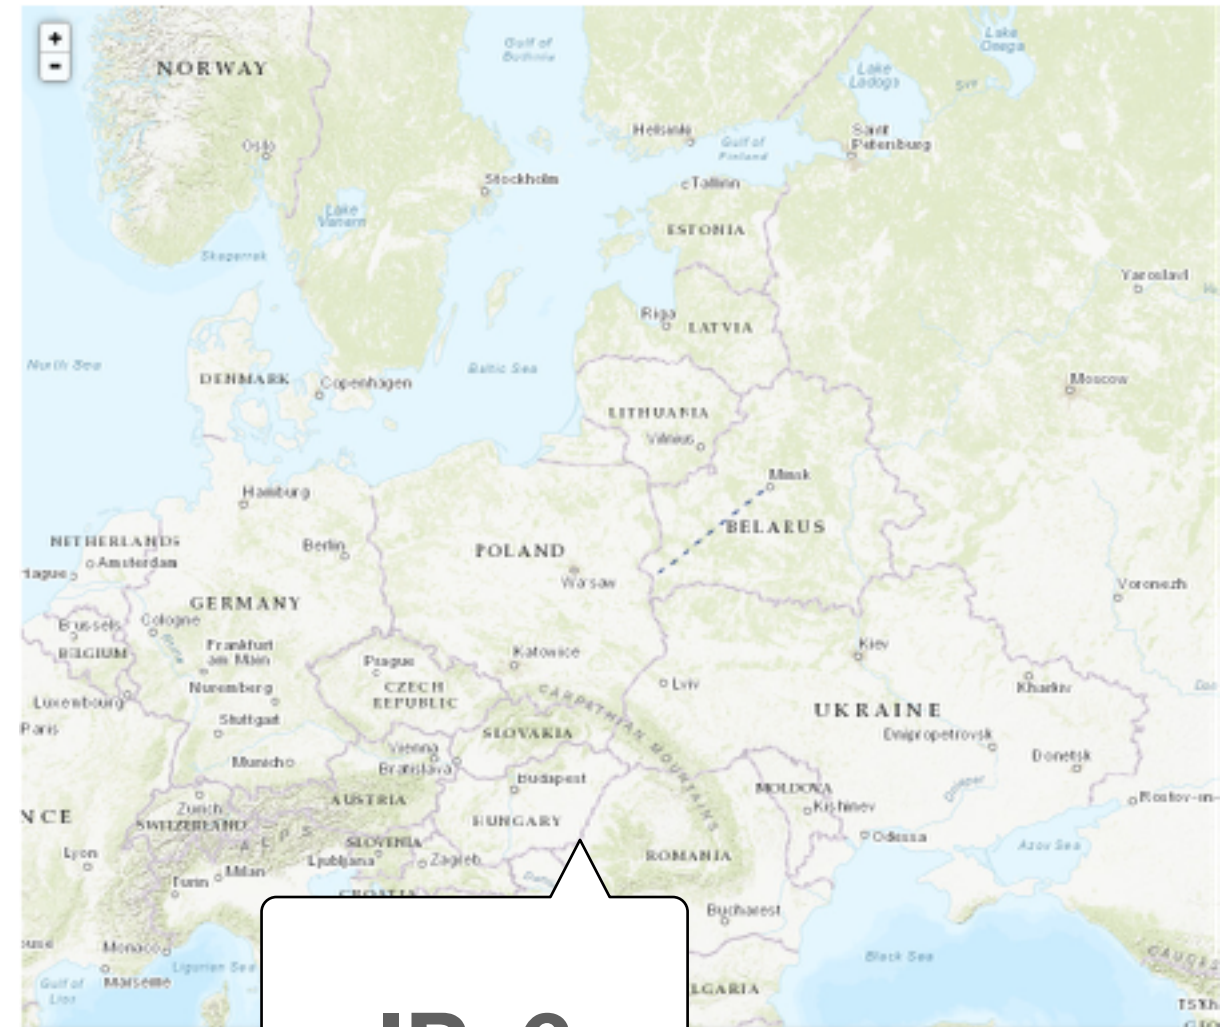 +
-
NORWAY
Oslo
Gulf of
Bothnia
Lake
Onega
Lake
Ladoga
Helsinki
Gulf of
Finland
Saint
Petersburg
Stockholm
Tallinn
Lake
Vanern
ESTONIA
Skagerrak
Yaroslavl
Riga
LATVIA
North Sea
DENMARK
Copenhagen
Baltic Sea
Moscow
LITHUANIA
Vilnius
Minsk
Hamburg
BELARUS
NETHERLANDS
Amsterdam
Hague
Berlin
POLAND
Warsaw
Voronezh
GERMANY
Brussels
Cologne
BELGIUM
Frankfurt
am Main
Prague
Katowice
Kiev
Luxembourg
Nuremberg
CZECH
REPUBLIC
Lviv
Kharkiv
Paris
Stuttgart
CARPATHIAN MOUNTAINS
UKRAINE
SLOVAKIA
Dnipropetrovsk
Munich
Vienna
Bratislava
Budapest
Donetsk
Zurich
AUSTRIA
MOLDOVA
Kishinev
Rostov-on-
NCE
SWITZERLAND
ALPS
HUNGARY
Odessa
Azov Sea
Lyon
SLOVENIA
Ljubljana
Zagreb
ROMANIA
Turin
Milan
CROATIA
Bucharest
Monaco
Marseille
Ligurian Sea
Gulf of
Lion
Black Sea
LGARIA
CAUCAS